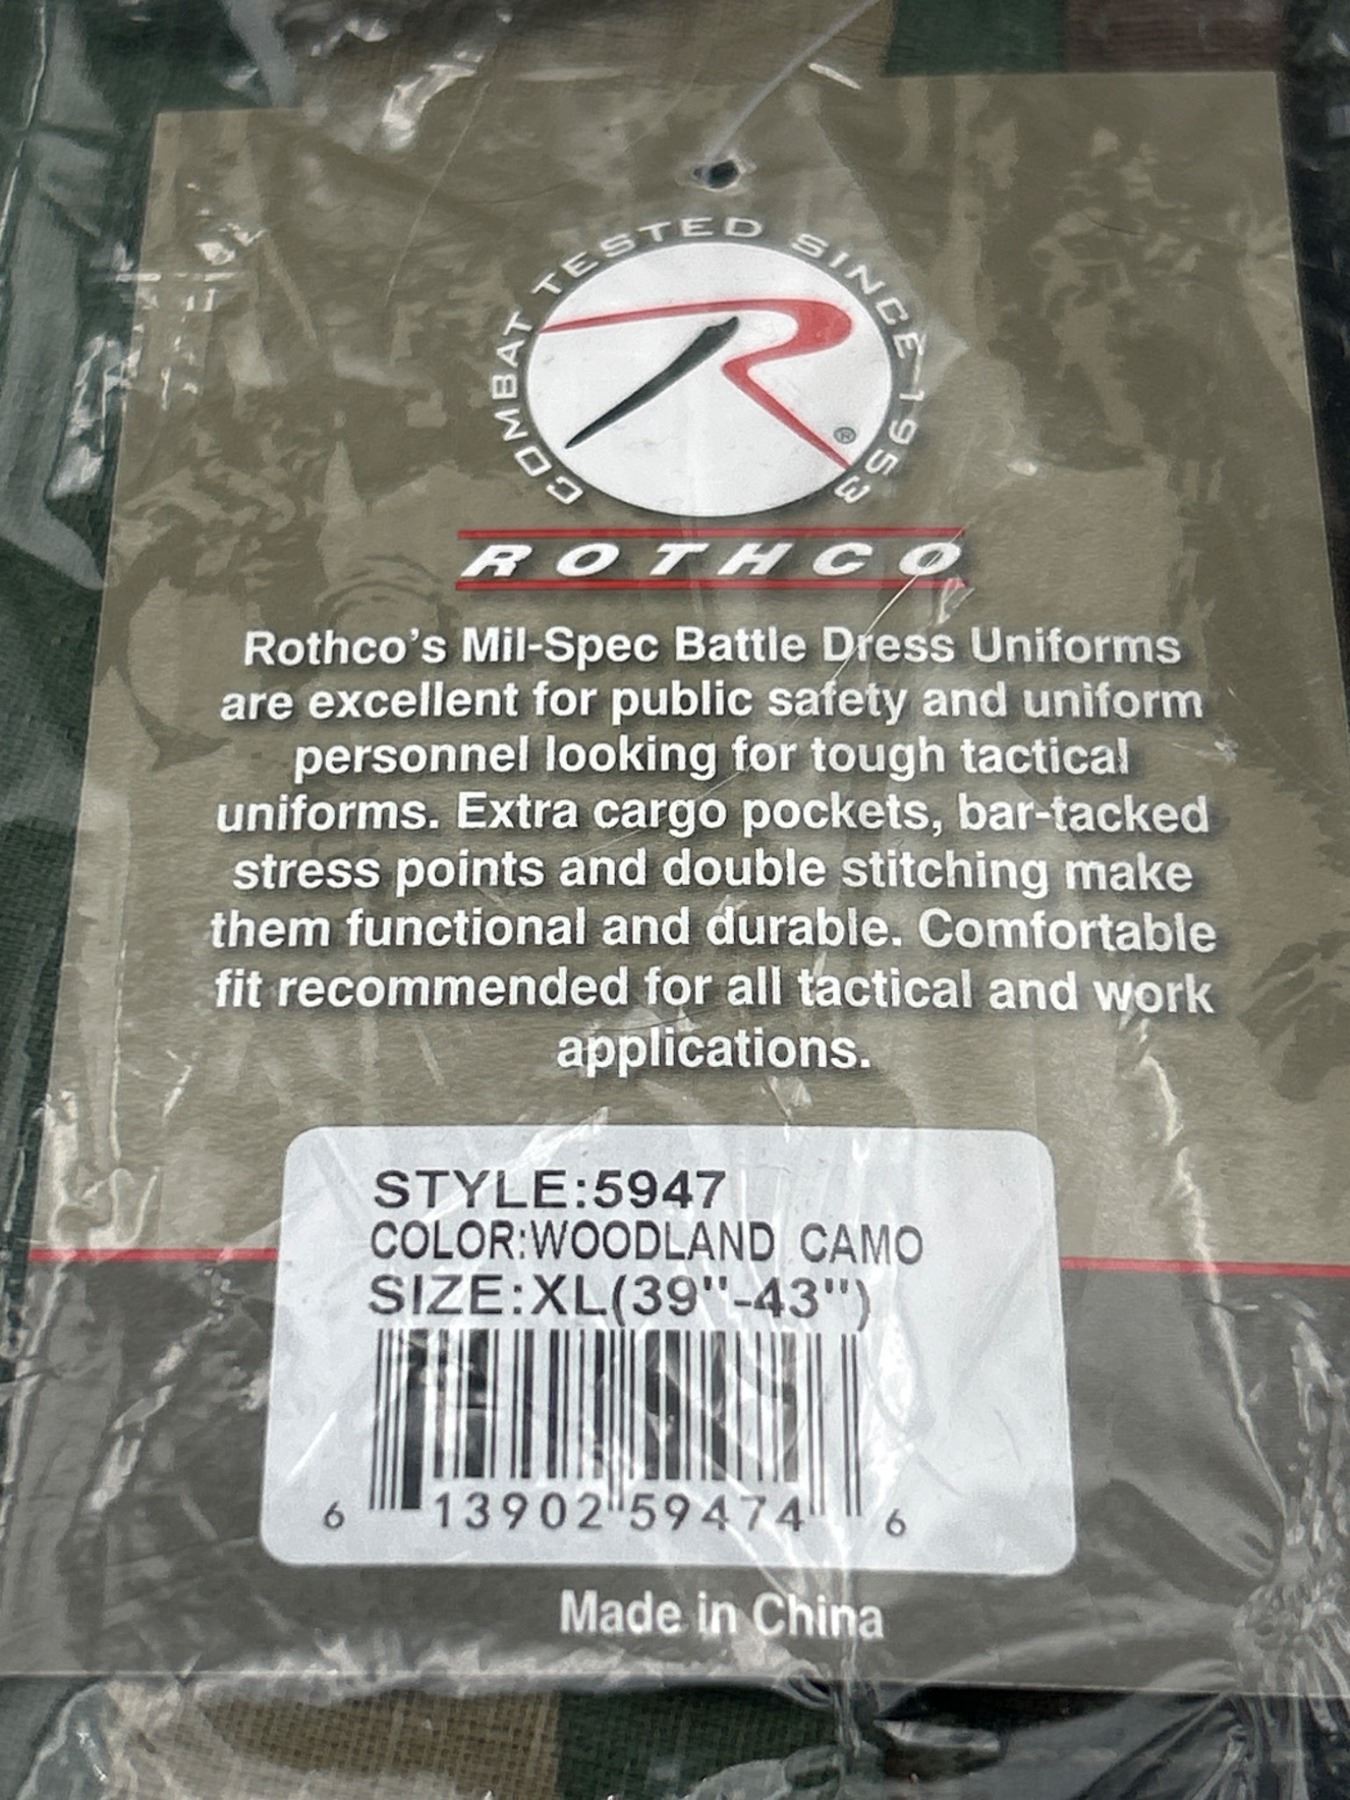 COMBAT TESTED SINCE 1953
R
®
ROTHCO
Rothco's Mil-Spec Battle Dress Uniforms
are excellent for public safety and uniform
personnel looking for tough tactical
uniforms. Extra cargo pockets, bar-tacked
stress points and double stitching make
them functional and durable. Comfortable
fit recommended for all tactical and work
applications.
STYLE:5947
COLOR:WOODLAND CAMO
SIZE:XL(39"-43")
6 13902 59474 6
Made in China